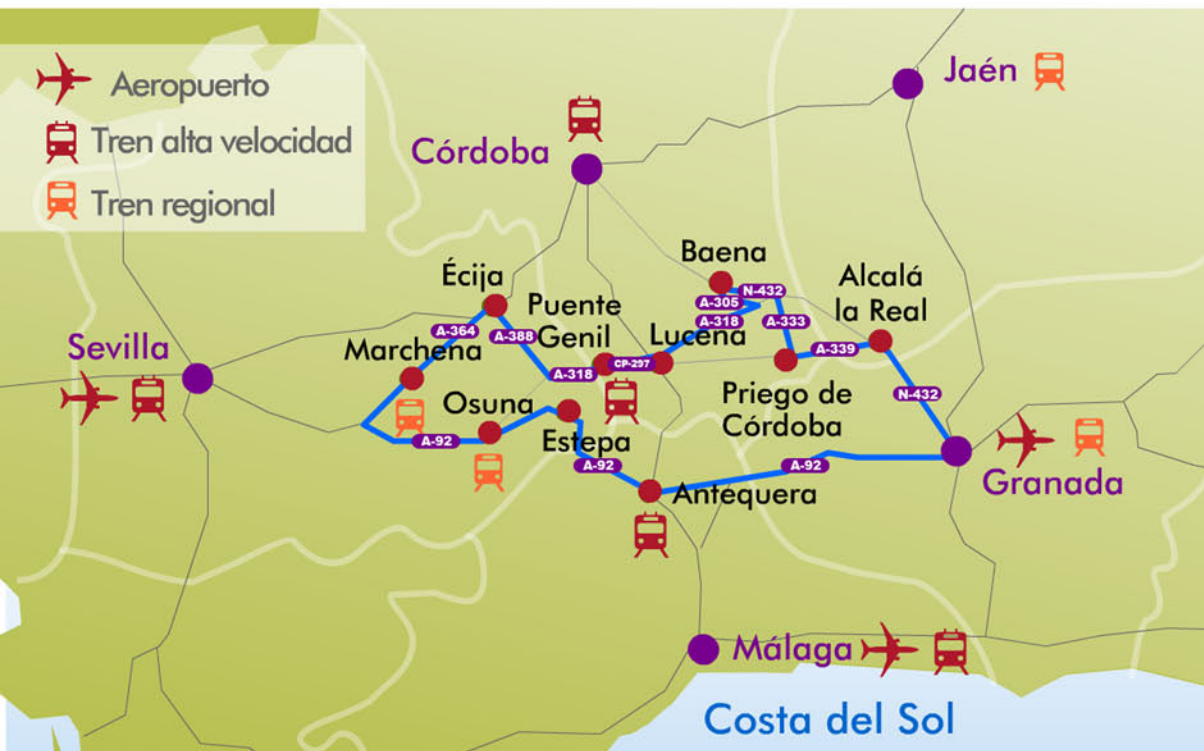 Aeropuerto
Tren alta velocidad
Tren regional
Jaén
Córdoba
Baena
Écija
Alcalá
la Real
Puente
Genil
N-432
A-305
A-318
A-333
A-364
A-388
Lucena
Sevilla
Marchena
A-339
CP-297
A-318
Priego de
Córdoba
N-432
Osuna
Estepa
A-92
A-92
A-92
Antequera
Granada
Málaga
Costa del Sol